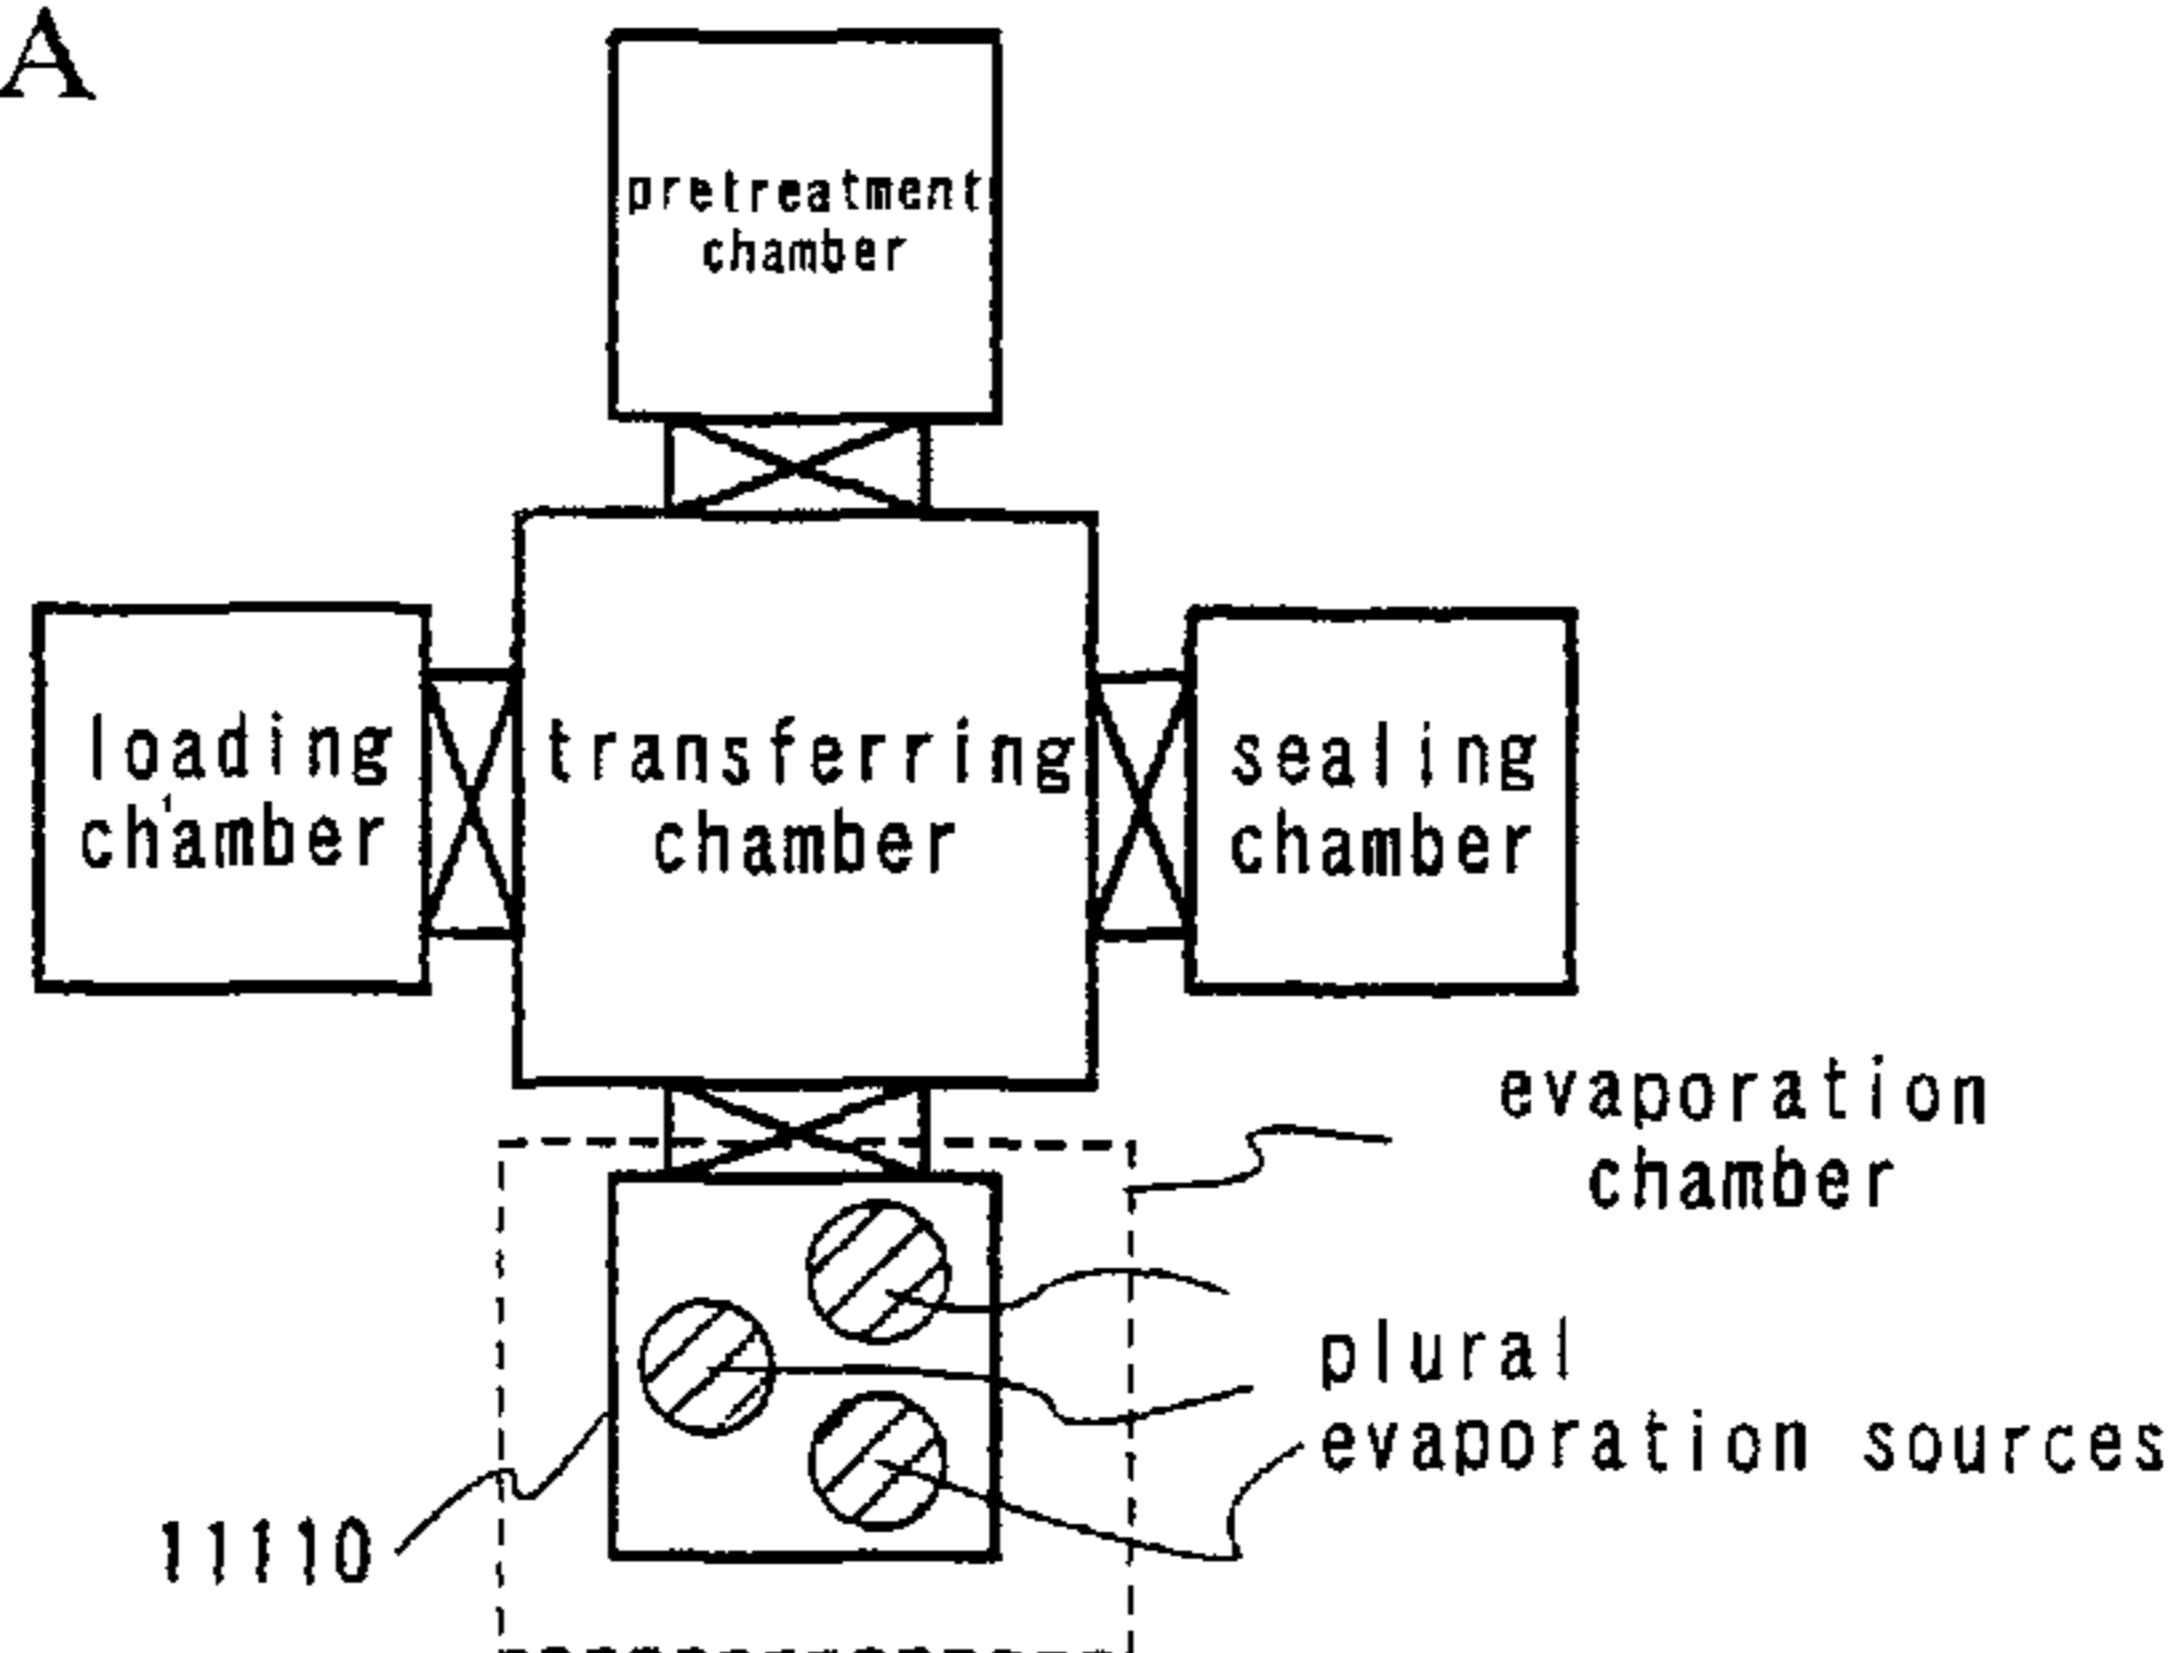 A
pretreatment
chamber
loading
chamber
transferring
chamber
sealing
chamber
evaporation
chamber
plural
evaporation sources
11110